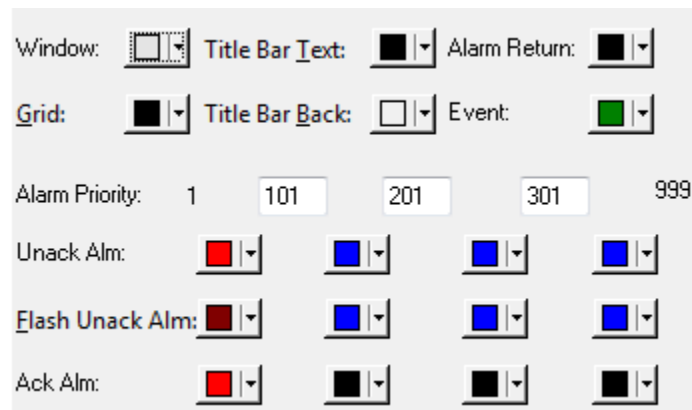 Window: Title Bar Text: Alarm Return:
Grid: Title Bar Back: Event:
Alarm Priority: 1 101 201 301 999
Unack Alm:
Flash Unack Alm:
Ack Alm: